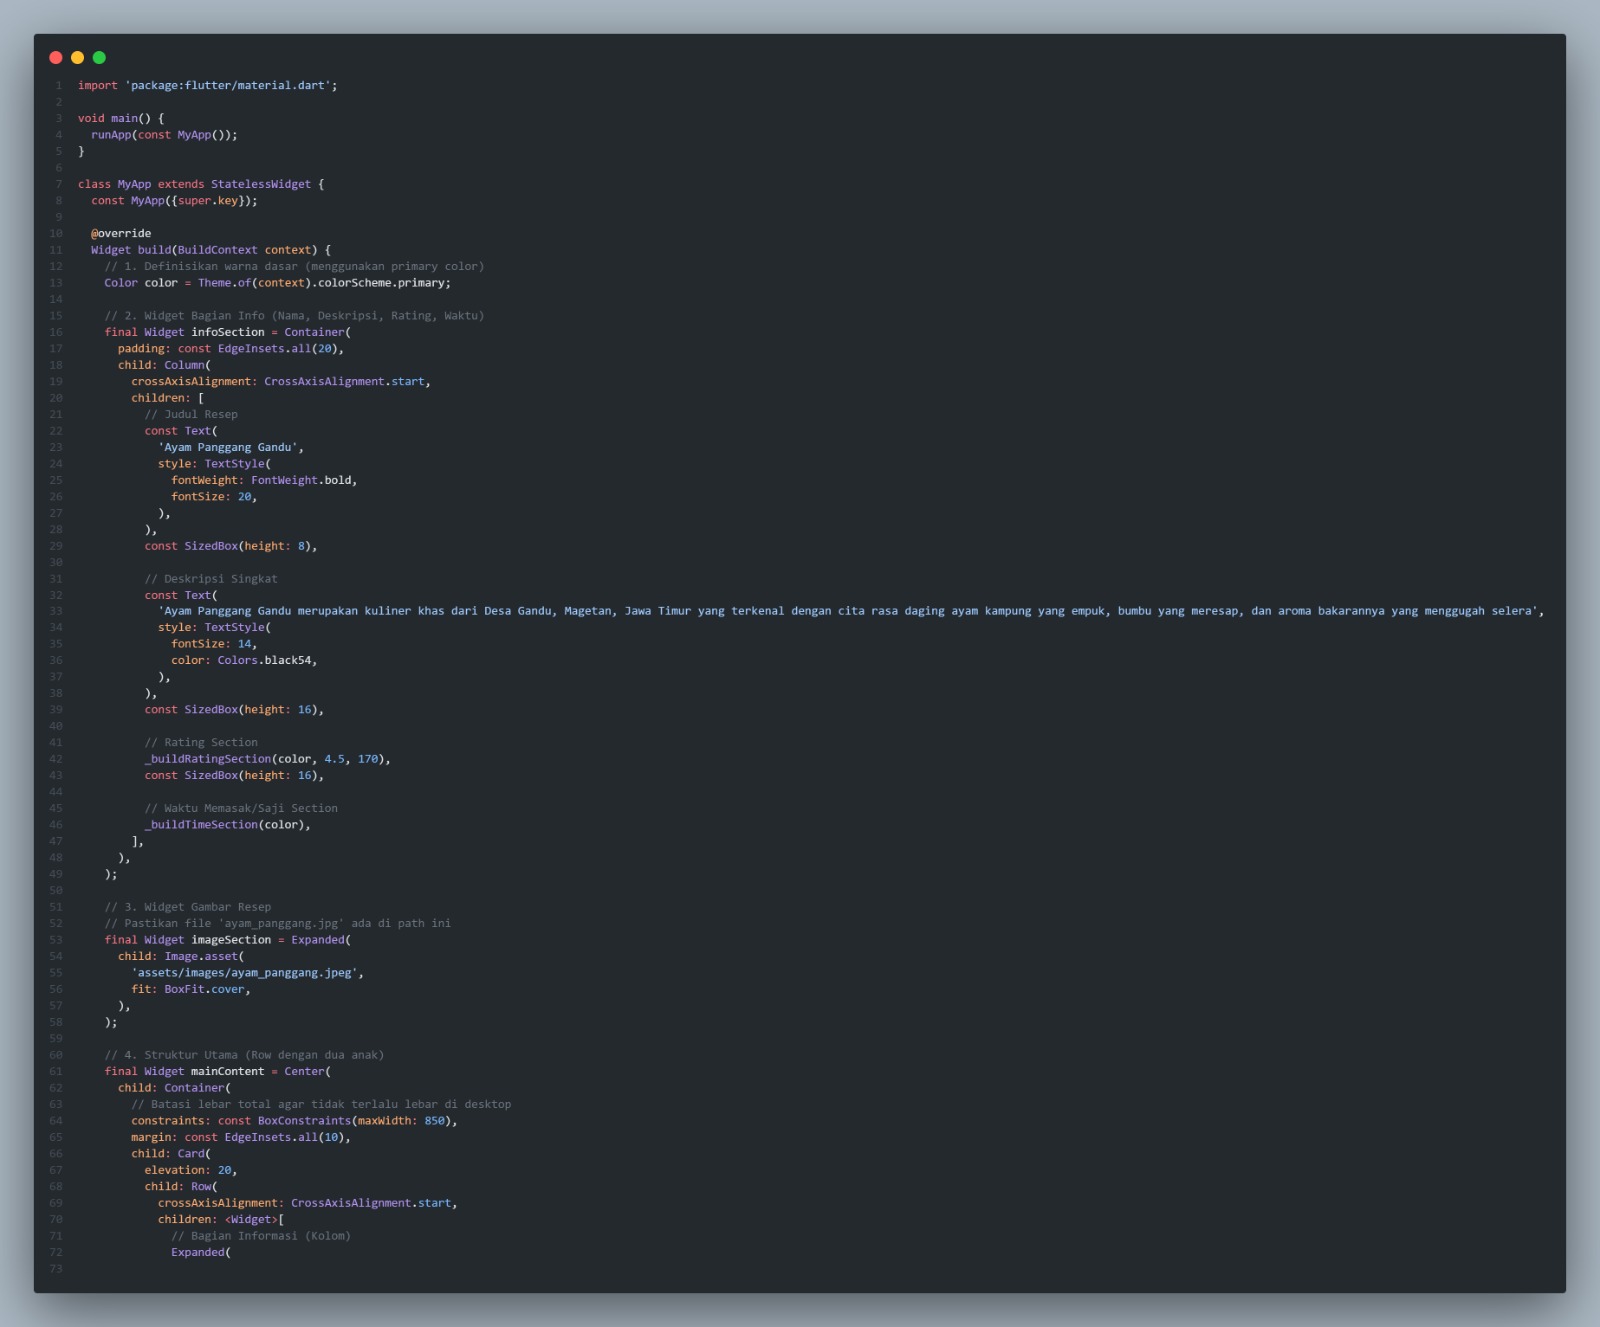 1 import 'package:flutter/material.dart';
2
3 void main() {
4   runApp(const MyApp());
5 }
6
7 class MyApp extends StatelessWidget {
8   const MyApp({super.key});
9
10   @override
11   Widget build(BuildContext context) {
12     // 1. Definisikan warna dasar (menggunakan primary color)
13     Color color = Theme.of(context).colorScheme.primary;
14
15     // 2. Widget Bagian Info (Nama, Deskripsi, Rating, Waktu)
16     final Widget infoSection = Container(
17       padding: const EdgeInsets.all(20),
18       child: Column(
19         crossAxisAlignment: CrossAxisAlignment.start,
20         children: [
21           // Judul Resep
22           const Text(
23             'Ayam Panggang Gandu',
24             style: TextStyle(
25               fontWeight: FontWeight.bold,
26               fontSize: 20,
27             ),
28           ),
29           const SizedBox(height: 8),
30
31           // Deskripsi Singkat
32           const Text(
33             'Ayam Panggang Gandu merupakan kuliner khas dari Desa Gandu, Magetan, Jawa Timur yang terkenal dengan cita rasa daging ayam kampung yang empuk, bumbu yang meresap, dan aroma bakarannya yang menggugah selera',
34             style: TextStyle(
35               fontSize: 14,
36               color: Colors.black54,
37             ),
38           ),
39           const SizedBox(height: 16),
40
41           // Rating Section
42           _buildRatingSection(color, 4.5, 170),
43           const SizedBox(height: 16),
44
45           // Waktu Memasak/Saji Section
46           _buildTimeSection(color),
47         ],
48       ),
49     );
50
51     // 3. Widget Gambar Resep
52     // Pastikan file 'ayam_panggang.jpg' ada di path ini
53     final Widget imageSection = Expanded(
54       child: Image.asset(
55         'assets/images/ayam_panggang.jpeg',
56         fit: BoxFit.cover,
57       ),
58     );
59
60     // 4. Struktur Utama (Row dengan dua anak)
61     final Widget mainContent = Center(
62       child: Container(
63         // Batasi lebar total agar tidak terlalu lebar di desktop
64         constraints: const BoxConstraints(maxWidth: 850),
65         margin: const EdgeInsets.all(10),
66         child: Card(
67           elevation: 20,
68           child: Row(
69             crossAxisAlignment: CrossAxisAlignment.start,
70             children: <Widget>[
71               // Bagian Informasi (Kolom)
72               Expanded(
73